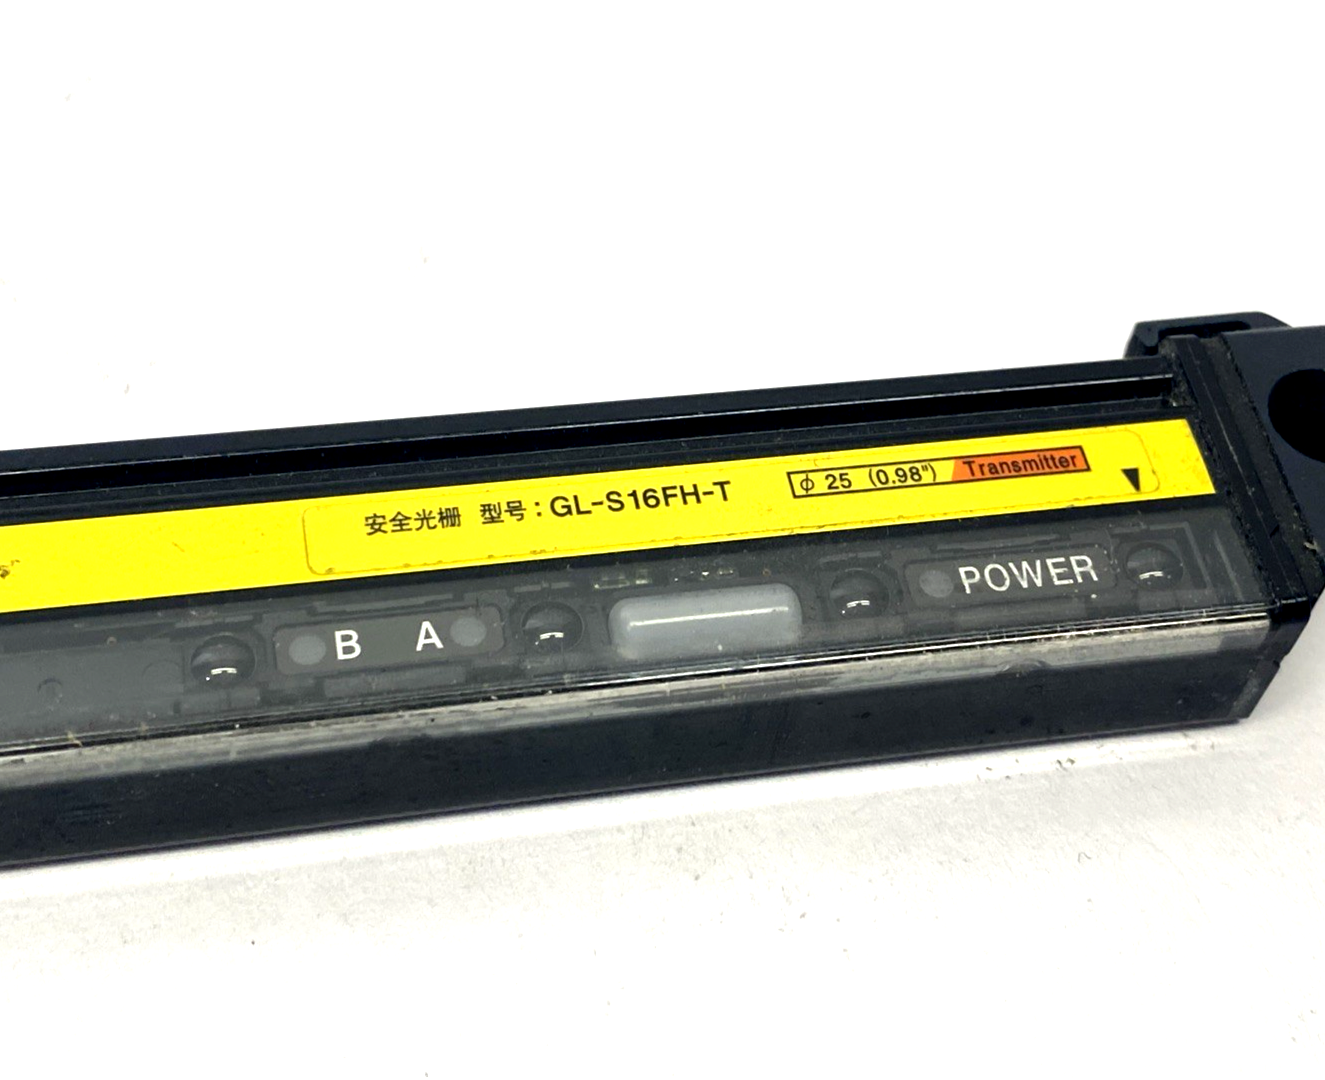 安全光栅 型号：GL-S16FH-T
φ 25 (0.98") Transmitter
B A
POWER